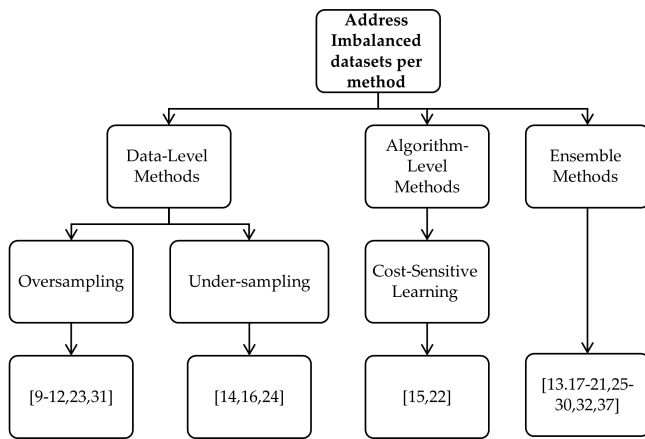 Address
Imbalanced
datasets per
method
Data-Level
Methods
Algorithm-
Level
Methods
Ensemble
Methods
Oversampling
Under-sampling
Cost-Sensitive
Learning
[9-12,23,31]
[14,16,24]
[15,22]
[13.17-21,25-
30,32,37]